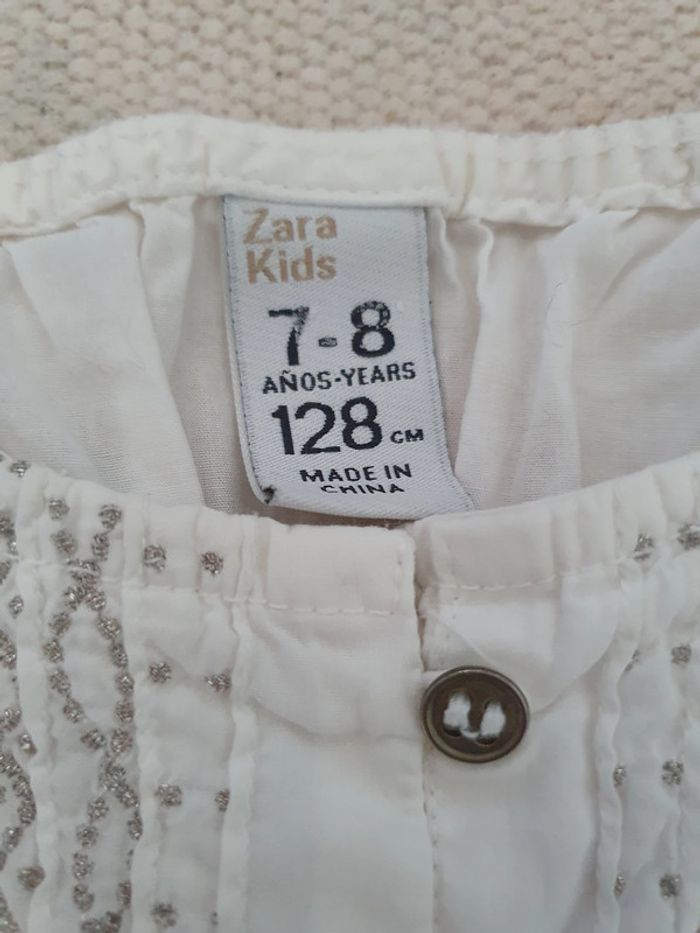 Zara
Kids
7-8
AÑOS-YEARS
128 CM
MADE IN
CHINA